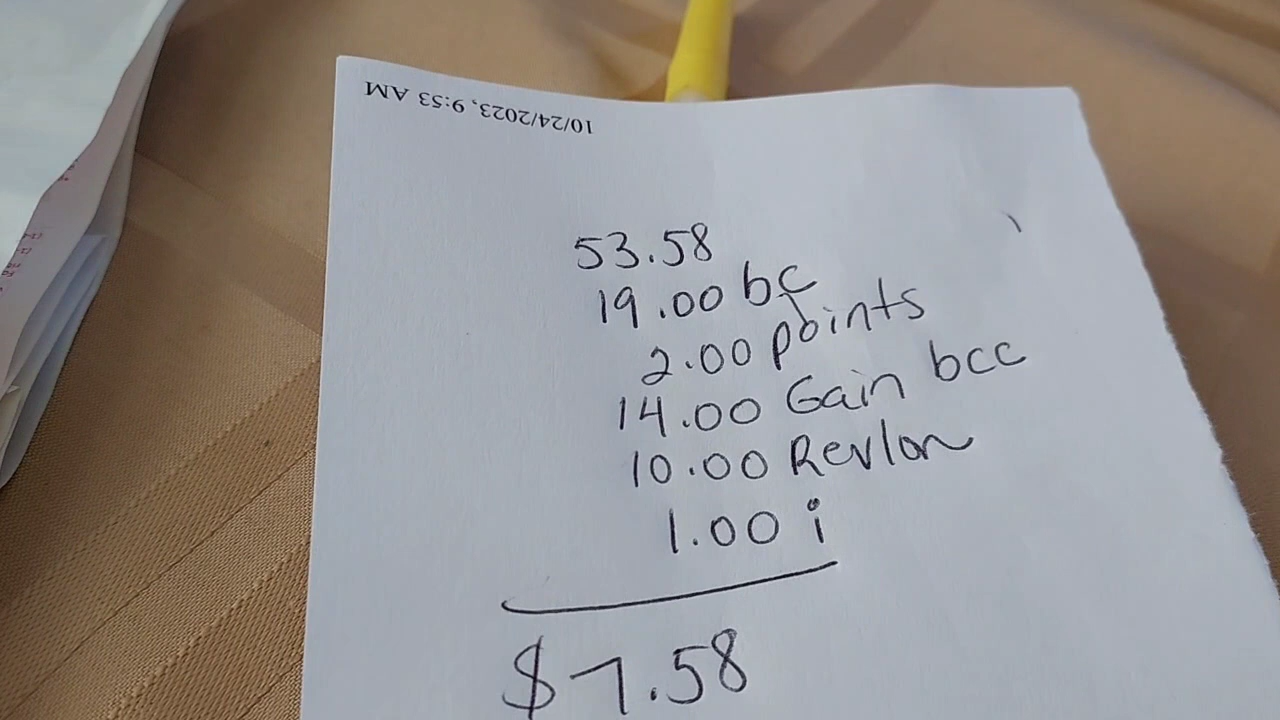 10/24/2023, 9:53 AM
53.58
19.00 bc
2.00 points
14.00 Gain bcc
10.00 Revlon
1.00 i
$7.58